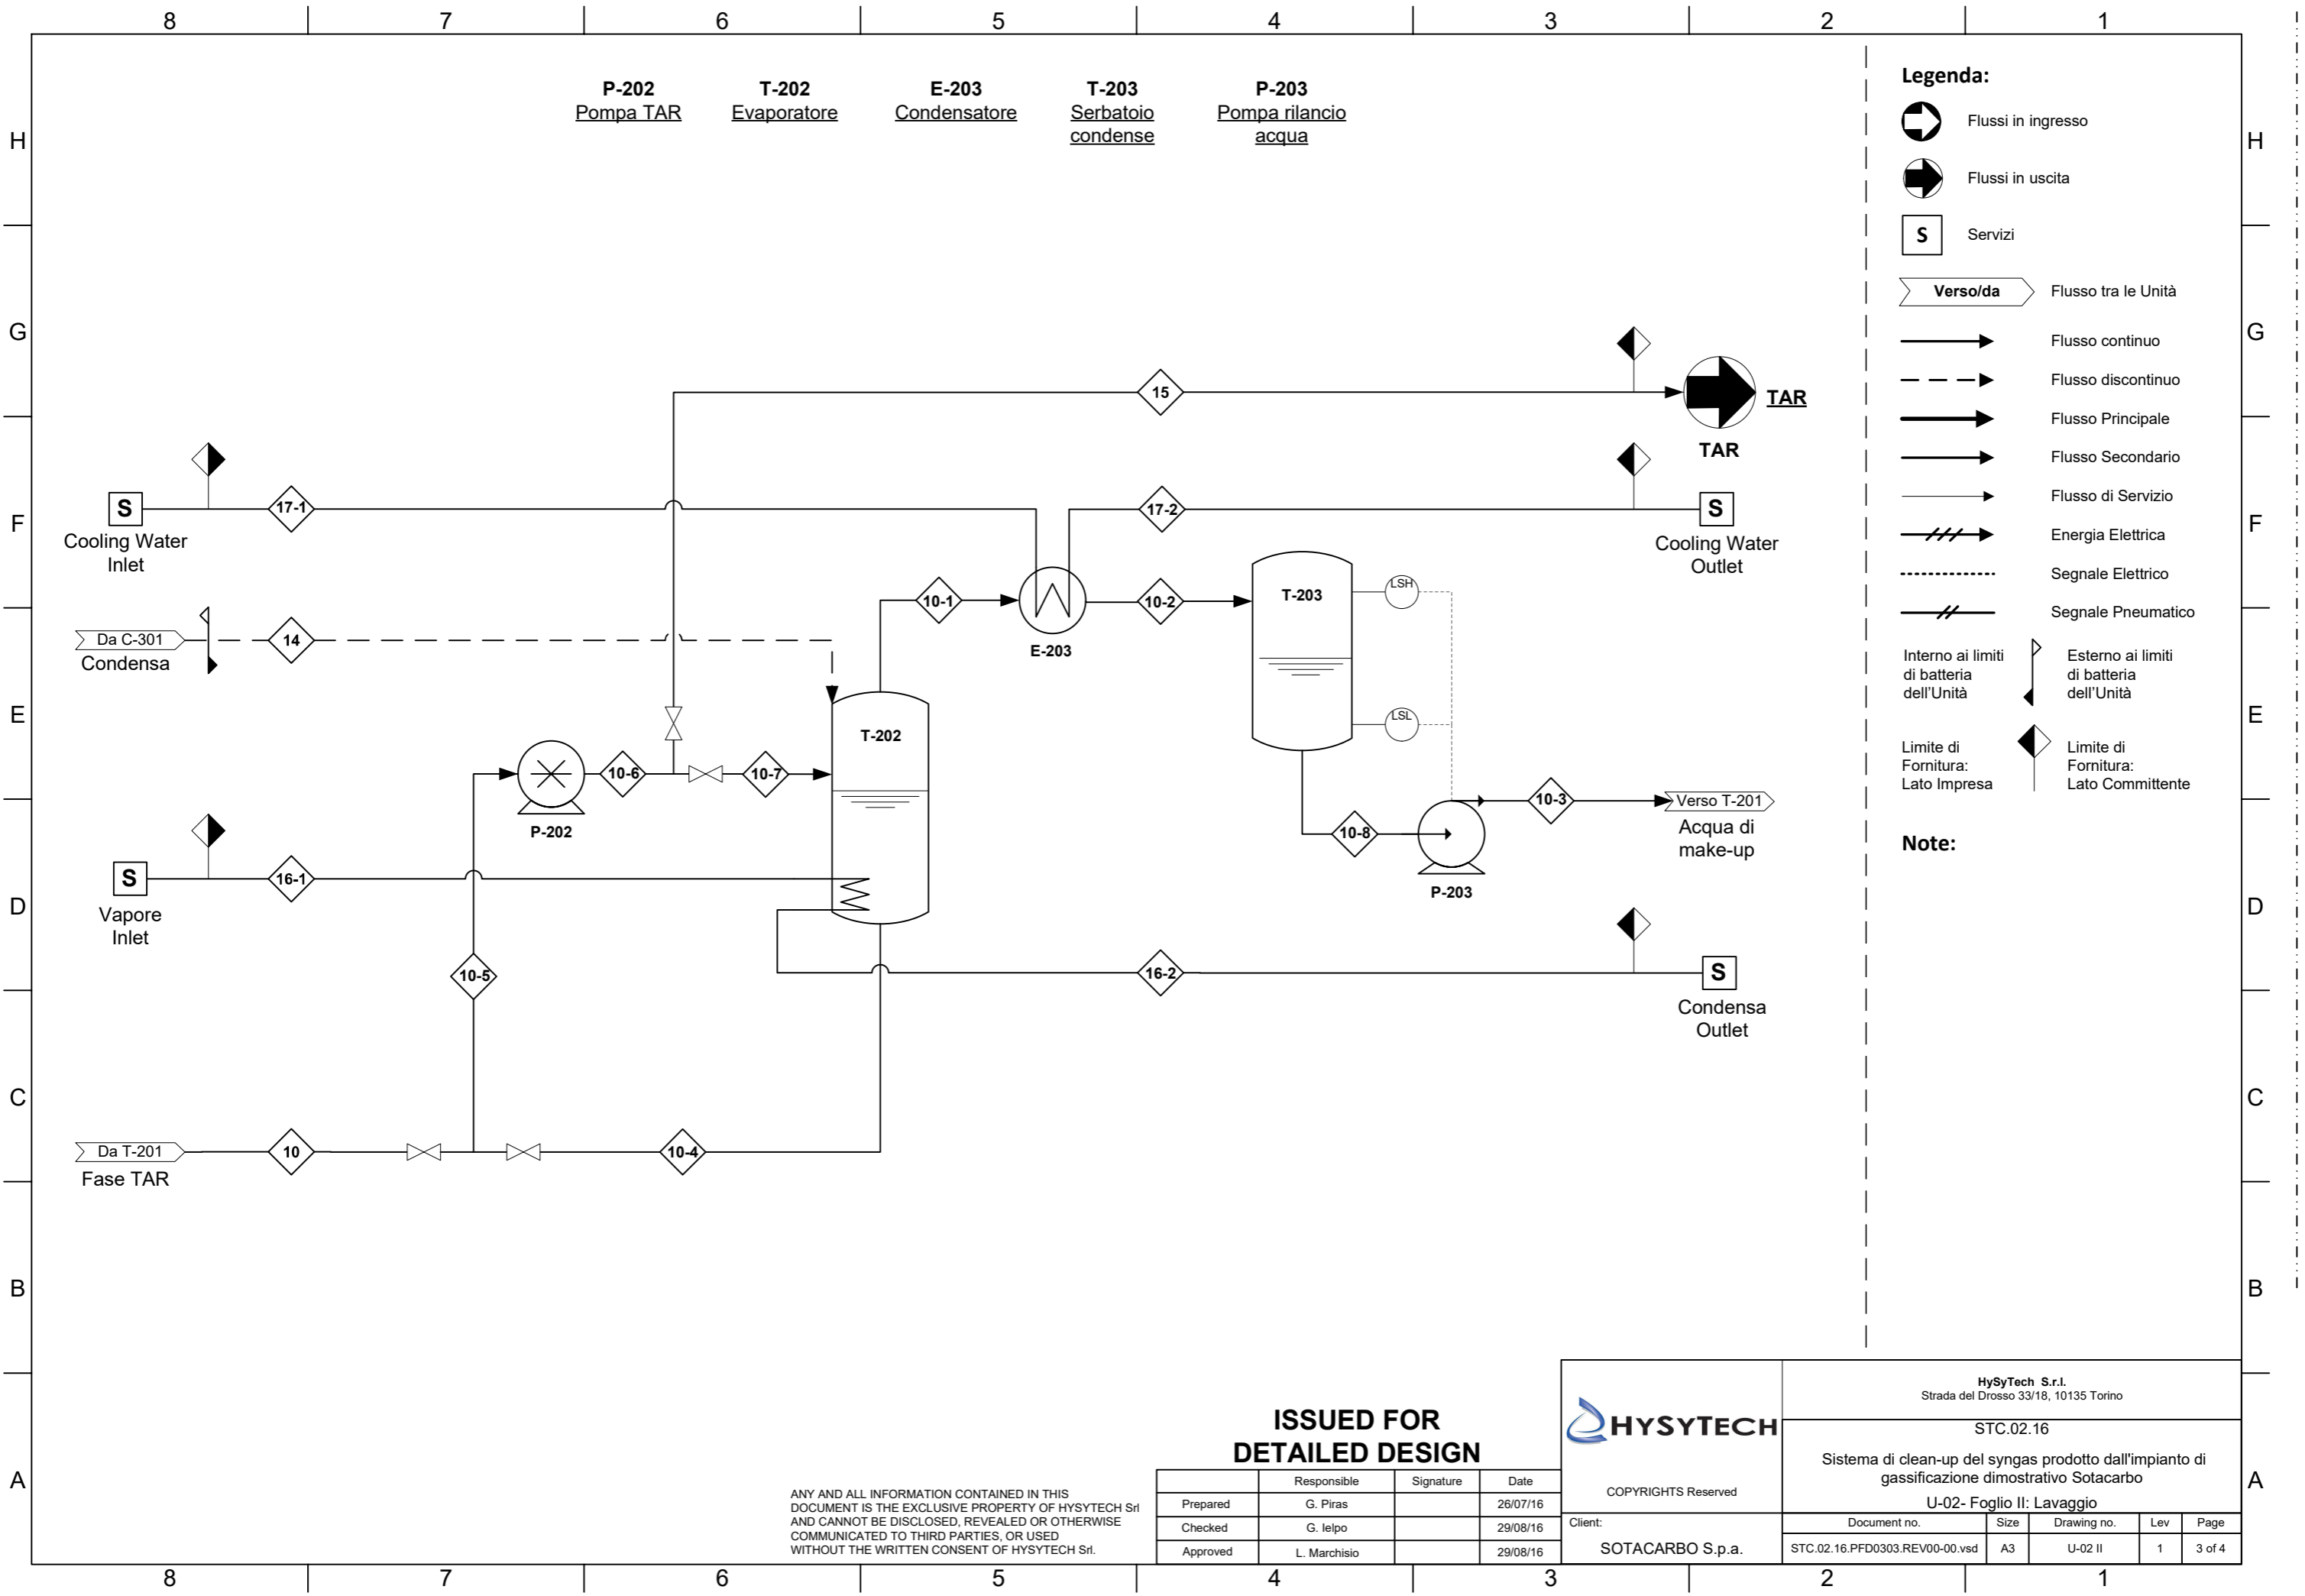 8 7 6 5 4 3 2 1
P-202
Pompa TAR
T-202
Evaporatore
E-203
Condensatore
T-203
Serbatoio
condense
P-203
Pompa rilancio
acqua
Legenda:
Flussi in ingresso
Flussi in uscita
S Servizi
Verso/da Flusso tra le Unità
Flusso continuo
Flusso discontinuo
Flusso Principale
Flusso Secondario
Flusso di Servizio
Energia Elettrica
Segnale Elettrico
Segnale Pneumatico
Interno ai limiti
di batteria
dell'Unità
Esterno ai limiti
di batteria
dell'Unità
Limite di
Fornitura:
Lato Impresa
Limite di
Fornitura:
Lato Committente
Note:
H H
G G
F F
E E
D D
C C
B B
A A
15
TAR
TAR
S
Cooling Water
Inlet
17-1
17-2
S
Cooling Water
Outlet
Da C-301
Condensa
14
10-1
E-203
10-2
T-203
LSH
LSL
T-202
P-202
10-6
10-7
10-8
P-203
10-3
Verso T-201
Acqua di
make-up
S
Vapore
Inlet
16-1
10-5
16-2
S
Condensa
Outlet
Da T-201
Fase TAR
10
10-4
ANY AND ALL INFORMATION CONTAINED IN THIS
DOCUMENT IS THE EXCLUSIVE PROPERTY OF HYSYTECH Srl
AND CANNOT BE DISCLOSED, REVEALED OR OTHERWISE
COMMUNICATED TO THIRD PARTIES, OR USED
WITHOUT THE WRITTEN CONSENT OF HYSYTECH Srl.
ISSUED FOR
DETAILED DESIGN
Responsible Signature Date
Prepared G. Piras 26/07/16
Checked G. Ielpo 29/08/16
Approved L. Marchisio 29/08/16
HYSYTECH
COPYRIGHTS Reserved
Client:
SOTACARBO S.p.a.
HySyTech S.r.l.
Strada del Drosso 33/18, 10135 Torino
STC.02.16
Sistema di clean-up del syngas prodotto dall'impianto di
gassificazione dimostrativo Sotacarbo
U-02- Foglio II: Lavaggio
Document no. Size Drawing no. Lev Page
STC.02.16.PFD0303.REV00-00.vsd A3 U-02 II 1 3 of 4
8 7 6 5 4 3 2 1